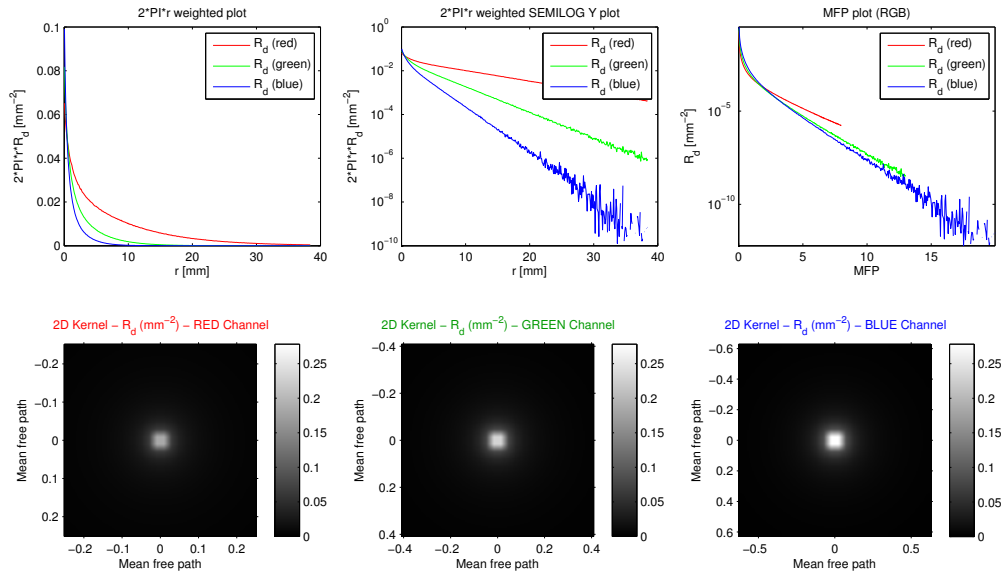 2*PI*r weighted plot
2*PI*r*R_d [mm^−2]
0.1
0.08
0.06
0.04
0.02
0
0 10 20 30 40
r [mm]
R_d (red)
R_d (green)
R_d (blue)
2*PI*r weighted SEMILOG Y plot
2*PI*r*R_d [mm^−2]
10^0
10^−2
10^−4
10^−6
10^−8
10^−10
0 10 20 30 40
r [mm]
R_d (red)
R_d (green)
R_d (blue)
MFP plot (RGB)
R_d [mm^−2]
10^−5
10^−10
0 5 10 15
MFP
R_d (red)
R_d (green)
R_d (blue)
2D Kernel − R_d (mm^−2) − RED Channel
Mean free path
−0.2
−0.1
0
0.1
0.2
−0.2 −0.1 0 0.1 0.2
Mean free path
0.25
0.2
0.15
0.1
0.05
0
2D Kernel − R_d (mm^−2) − GREEN Channel
Mean free path
−0.4
−0.2
0
0.2
0.4
−0.4 −0.2 0 0.2 0.4
Mean free path
0.25
0.2
0.15
0.1
0.05
0
2D Kernel − R_d (mm^−2) − BLUE Channel
Mean free path
−0.6
−0.4
−0.2
0
0.2
0.4
0.6
−0.5 0 0.5
Mean free path
0.25
0.2
0.15
0.1
0.05
0